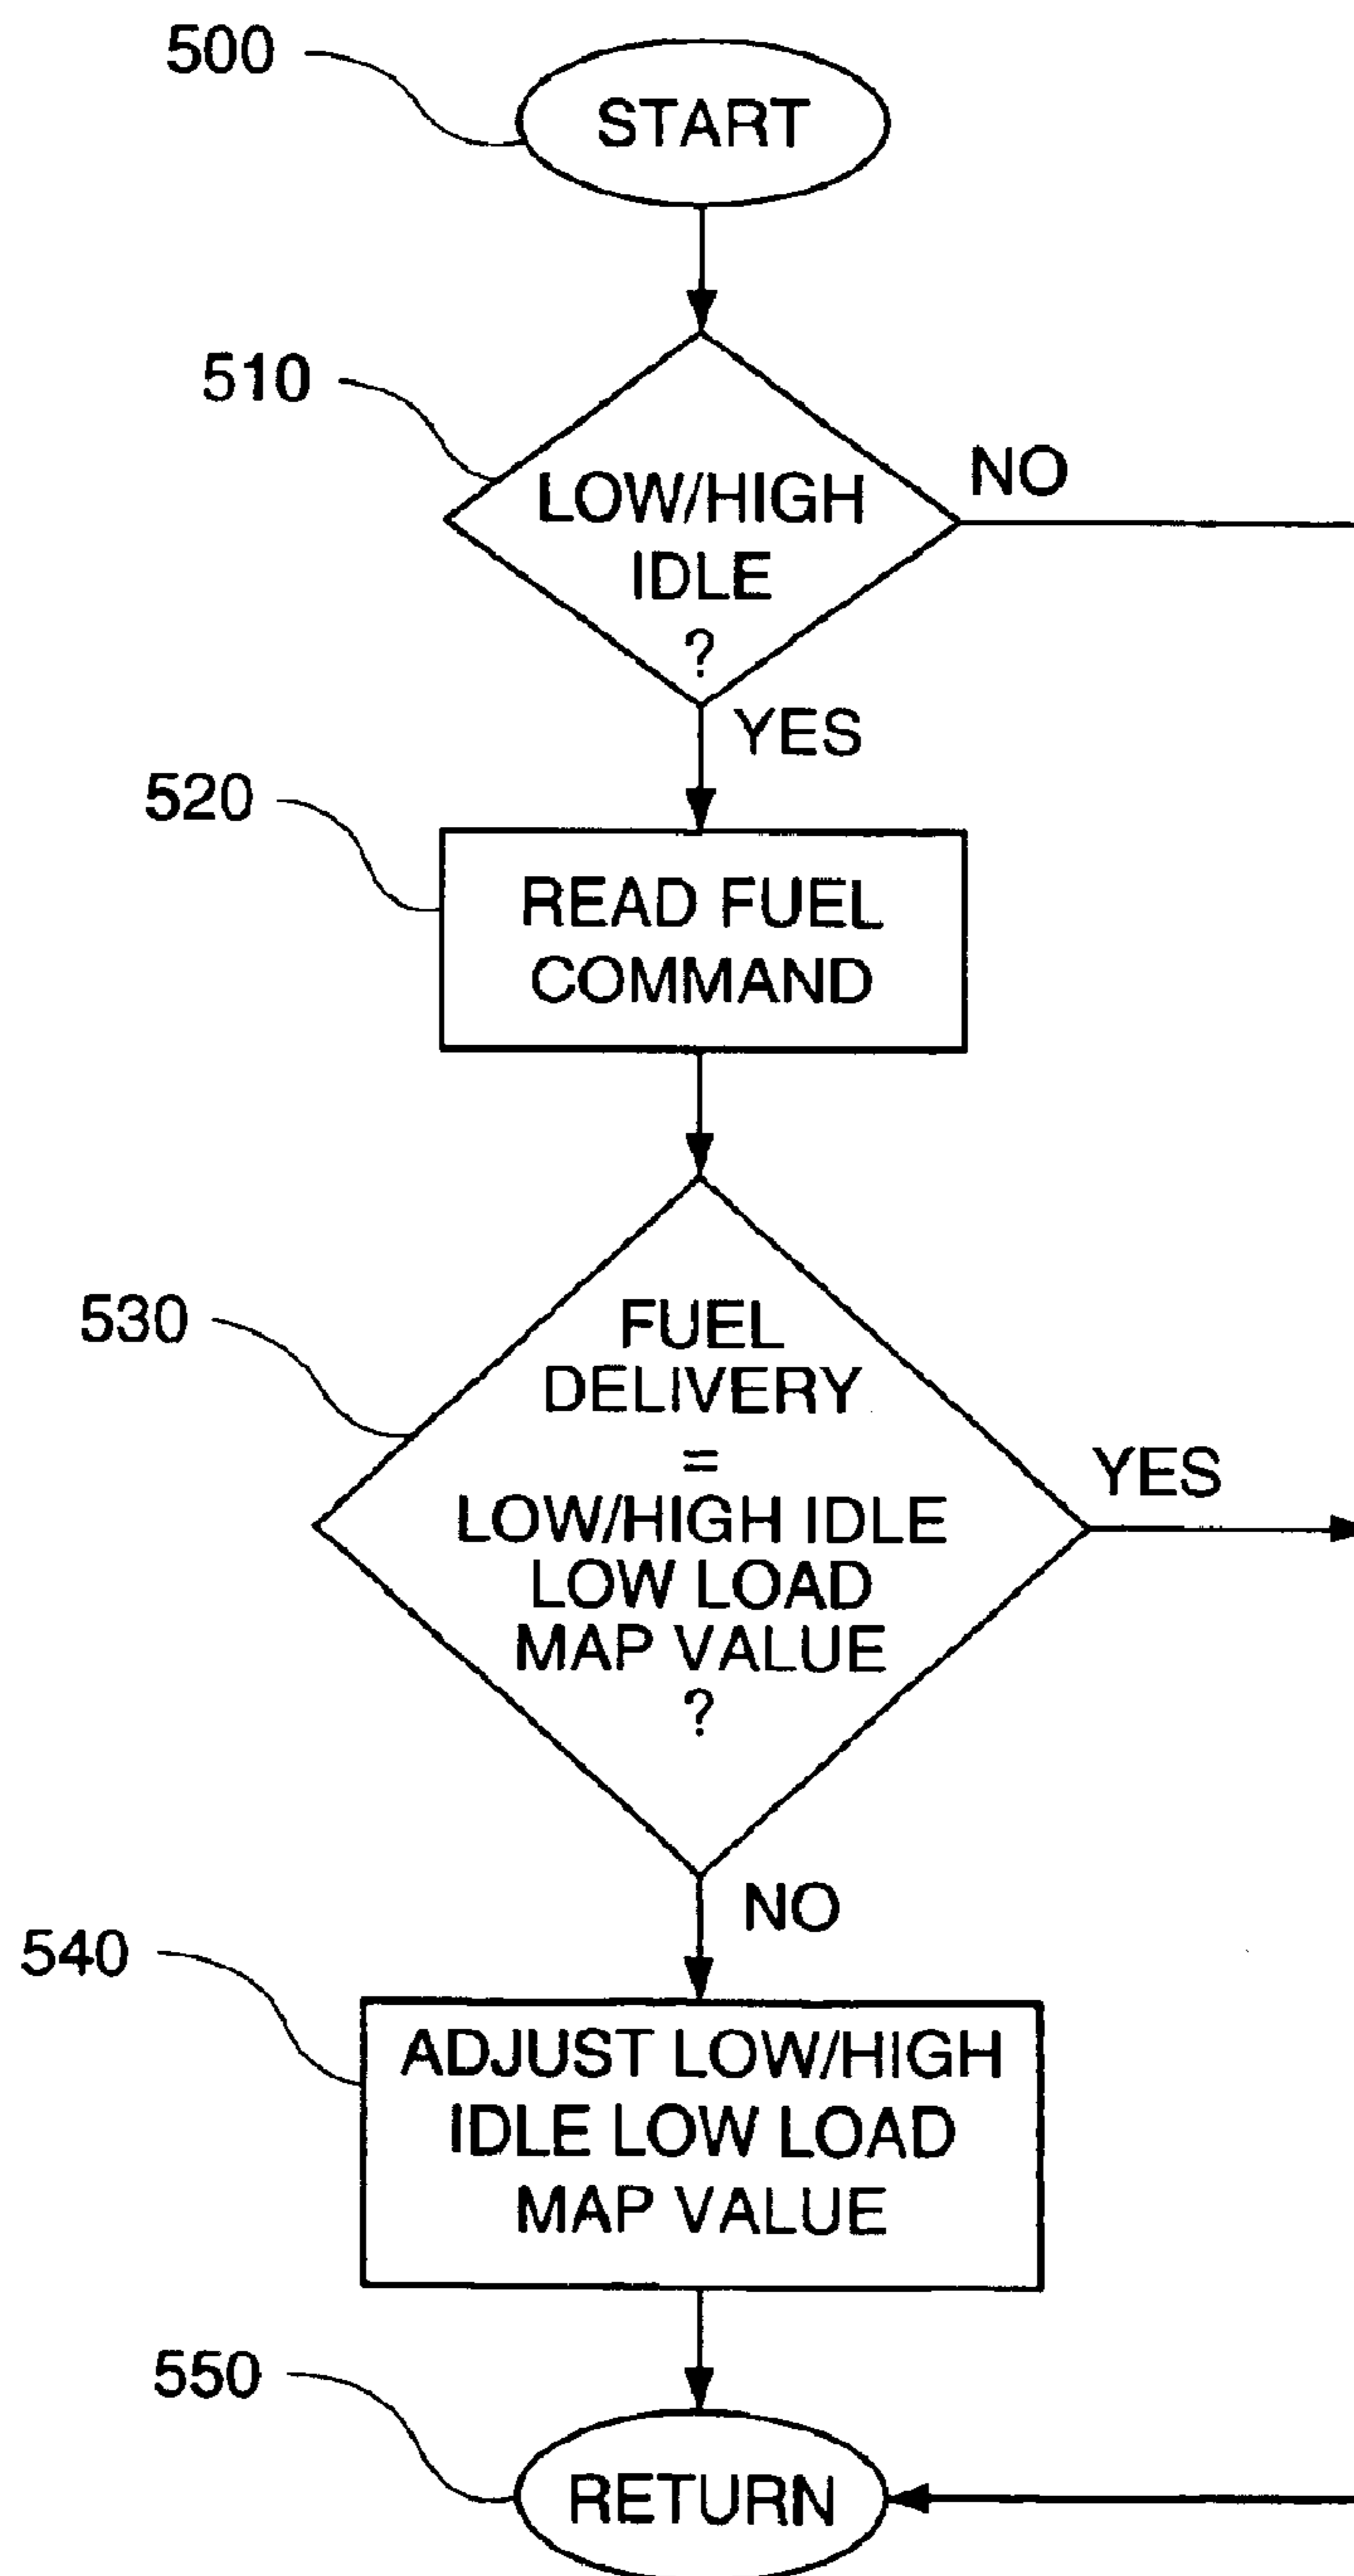 500
START
510
LOW/HIGH
IDLE
?
NO
YES
520
READ FUEL
COMMAND
530
FUEL
DELIVERY
=
LOW/HIGH IDLE
LOW LOAD
MAP VALUE
?
YES
NO
540
ADJUST LOW/HIGH
IDLE LOW LOAD
MAP VALUE
550
RETURN